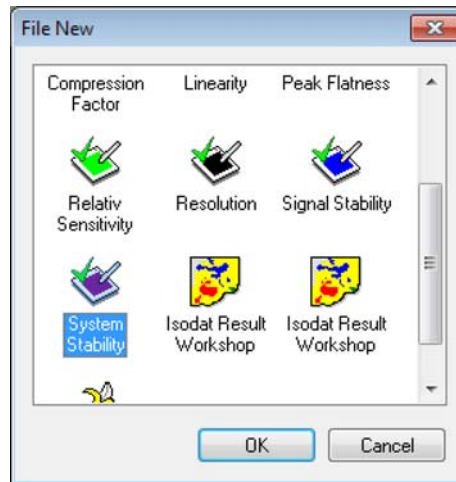 File New
Compression Factor
Linearity
Peak Flatness
Relativ Sensitivity
Resolution
Signal Stability
System Stability
Isodat Result Workshop
Isodat Result Workshop
OK
Cancel